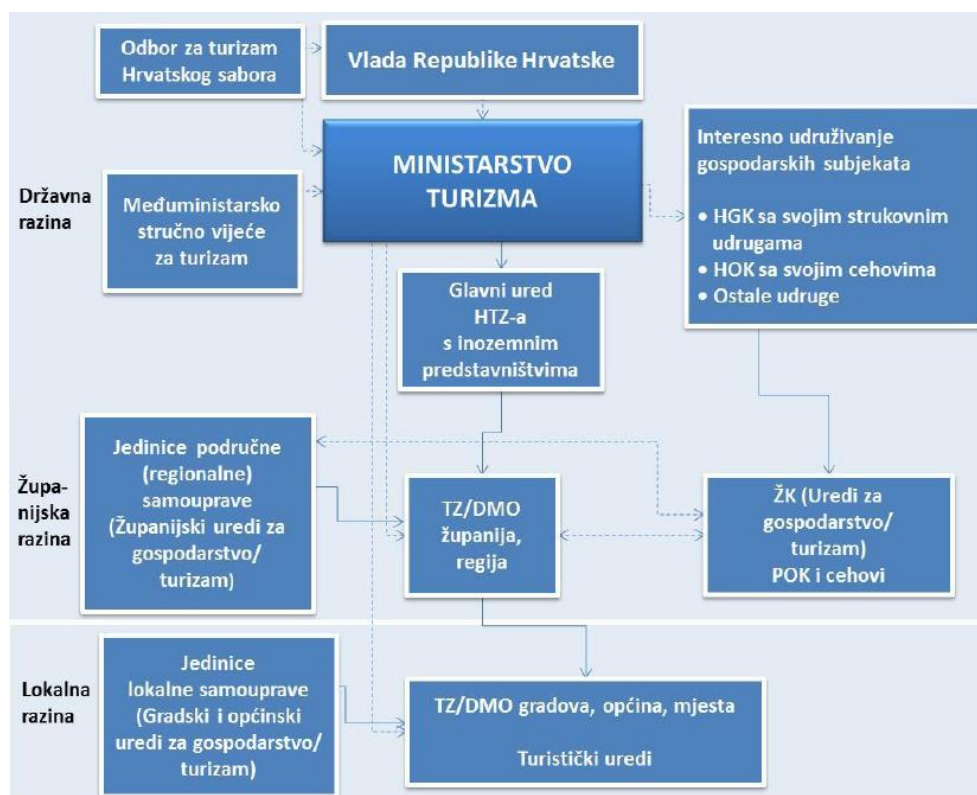 Odbor za turizam
Hrvatskog sabora
Vlada Republike Hrvatske
MINISTARSTVO
TURIZMA
Interesno udruživanje
gospodarskih subjekata
• HGK sa svojim strukovnim
udrugama
• HOK sa svojim cehovima
• Ostale udruge
Državna
razina
Međuministarsko
stručno vijeće
za turizam
Glavni ured
HTZ-a
s inozemnim
predstavništvima
Župa-
nijska
razina
Jedinice područne
(regionalne)
samouprave
(Županijski uredi za
gospodarstvo/
turizam)
TZ/DMO
županija,
regija
ŽK (Uredi za
gospodarstvo/
turizam)
POK i cehovi
Lokalna
razina
Jedinice
lokalne samouprave
(Gradski i općinski
uredi za gospodarstvo/
turizam)
TZ/DMO gradova, općina, mjesta
Turistički uredi